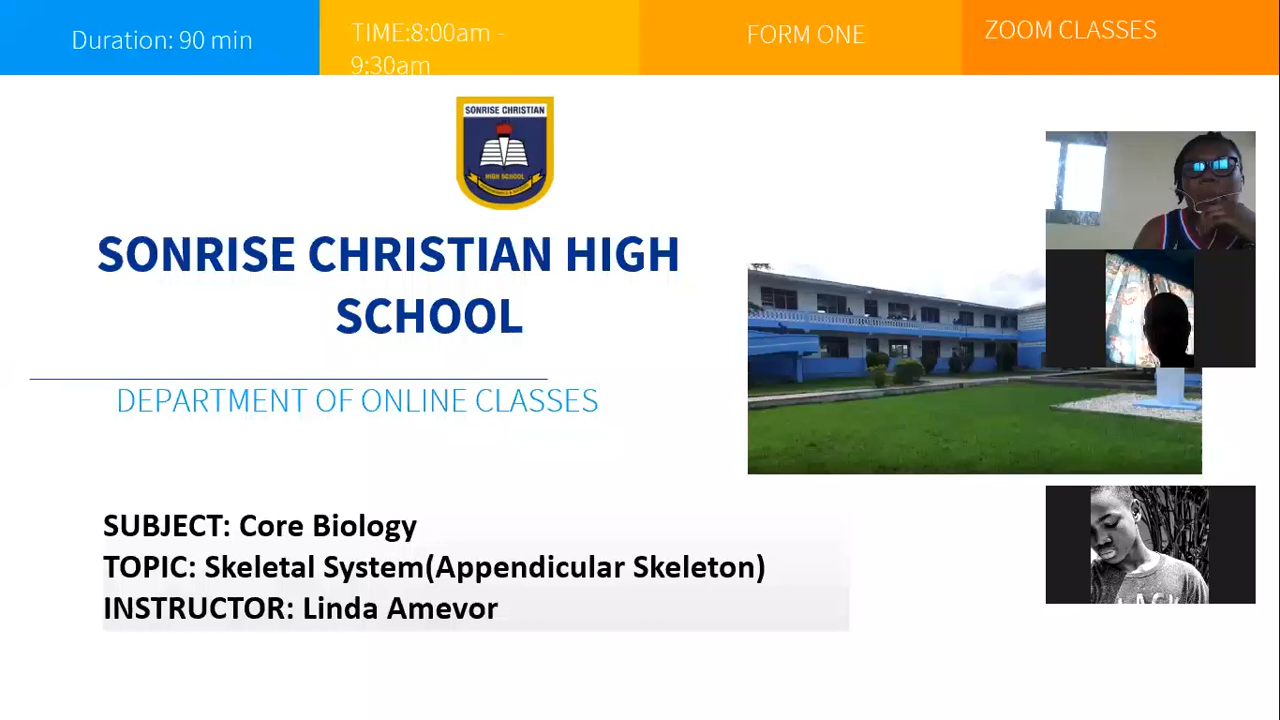 Duration: 90 min
TIME:8:00am -
9:30am
FORM ONE
ZOOM CLASSES
SONRISE CHRISTIAN
HIGH SCHOOL
SONRISE CHRISTIAN HIGH
SCHOOL
DEPARTMENT OF ONLINE CLASSES
SUBJECT: Core Biology
TOPIC: Skeletal System(Appendicular Skeleton)
INSTRUCTOR: Linda Amevor